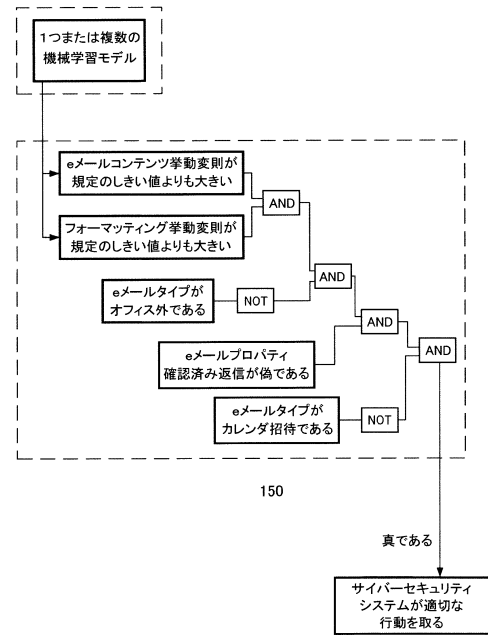 1つまたは複数の
機械学習モデル
eメールコンテンツ挙動変則が
規定のしきい値よりも大きい
AND
フォーマッティング挙動変則が
規定のしきい値よりも大きい
AND
eメールタイプが
オフィス外である
NOT
AND
eメールプロパティ
確認済み返信が偽である
AND
eメールタイプが
カレンダ招待である
NOT
150
真である
サイバーセキュリティ
システムが適切な
行動を取る